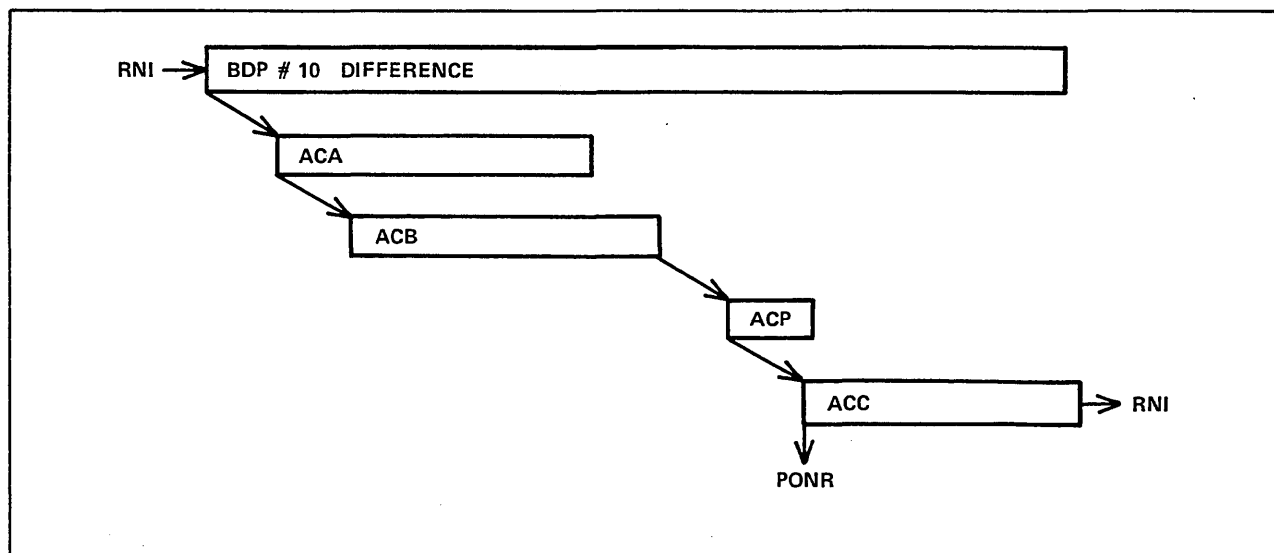 RNI
BDP # 10 DIFFERENCE
ACA
ACB
ACP
ACC
RNI
PONR